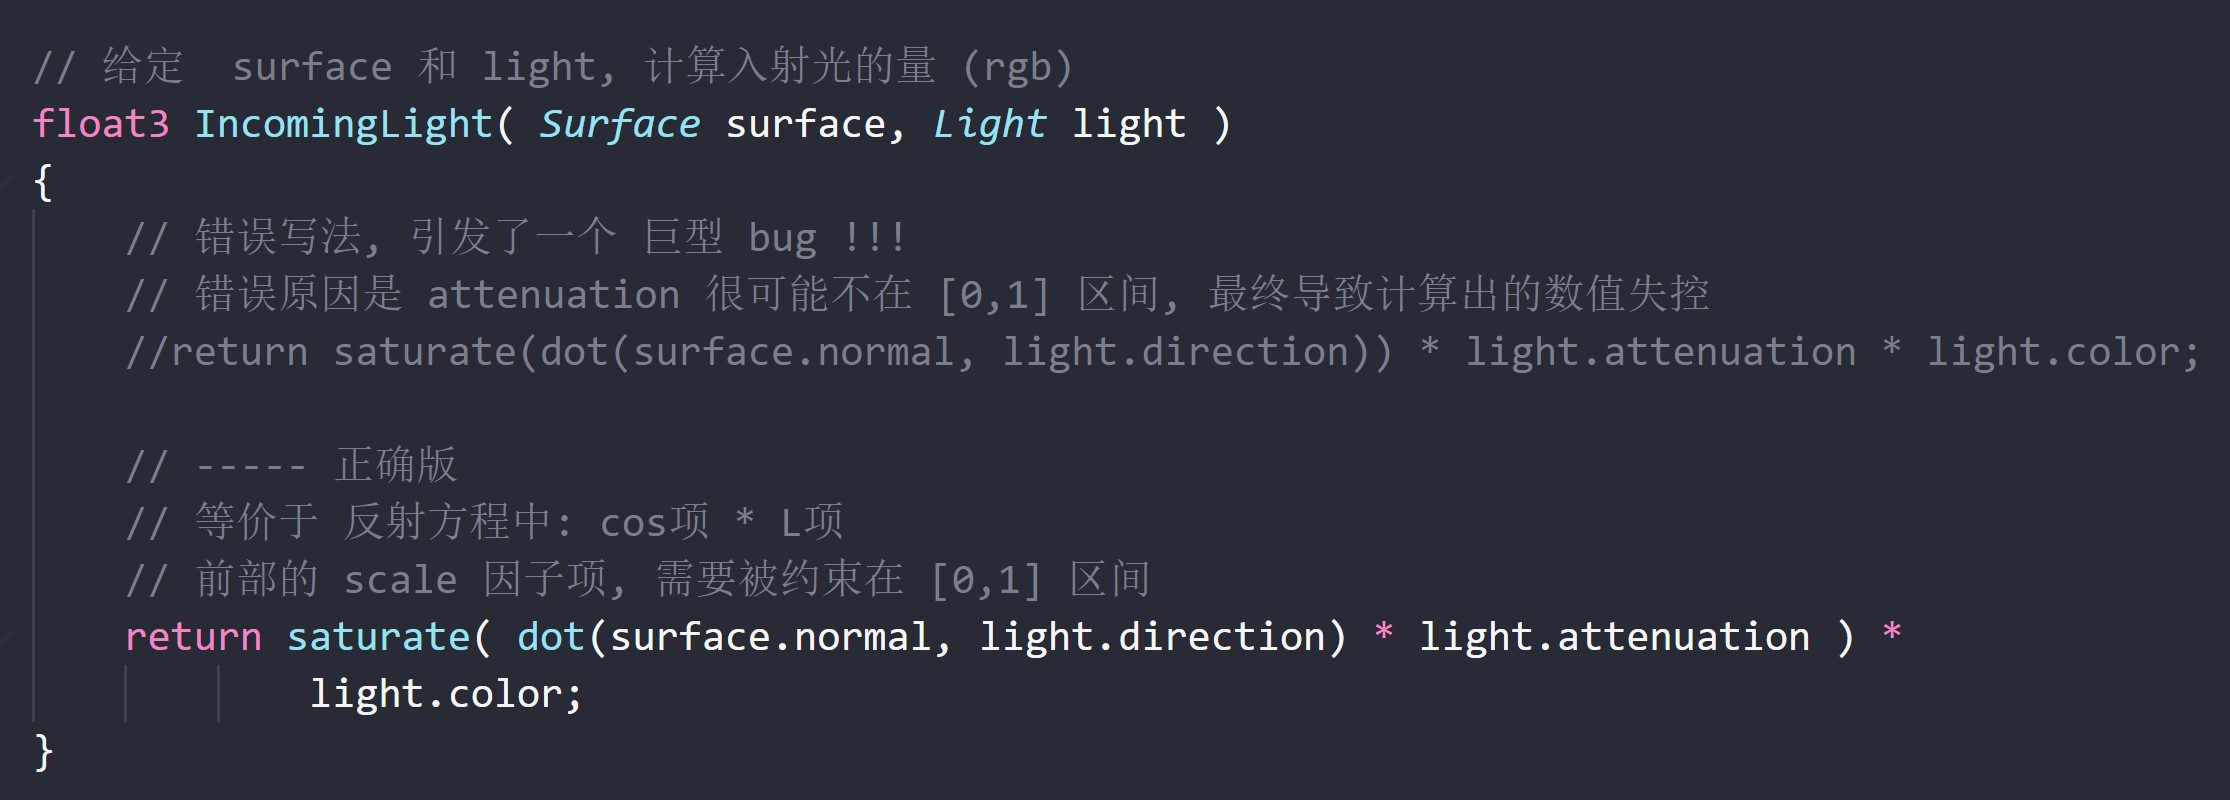 // 给定  surface 和 light, 计算入射光的量 (rgb)
float3 IncomingLight( Surface surface, Light light )
{
    // 错误写法, 引发了一个 巨型 bug !!!
    // 错误原因是 attenuation 很可能不在 [0,1] 区间, 最终导致计算出的数值失控
    //return saturate(dot(surface.normal, light.direction)) * light.attenuation * light.color;
    // ----- 正确版
    // 等价于 反射方程中: cos项 * L项
    // 前部的 scale 因子项, 需要被约束在 [0,1] 区间
    return saturate( dot(surface.normal, light.direction) * light.attenuation ) *
            light.color;
}